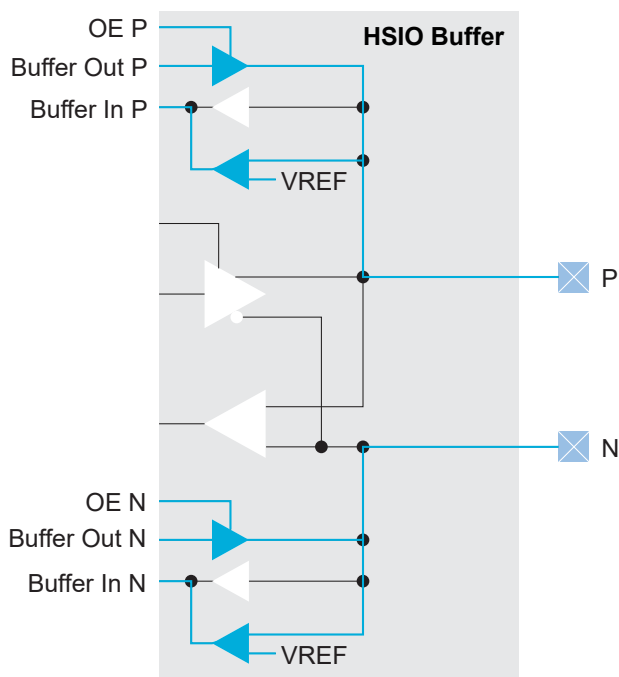 OE P
HSIO Buffer
Buffer Out P
Buffer In P
VREF
P
N
OE N
Buffer Out N
Buffer In N
VREF